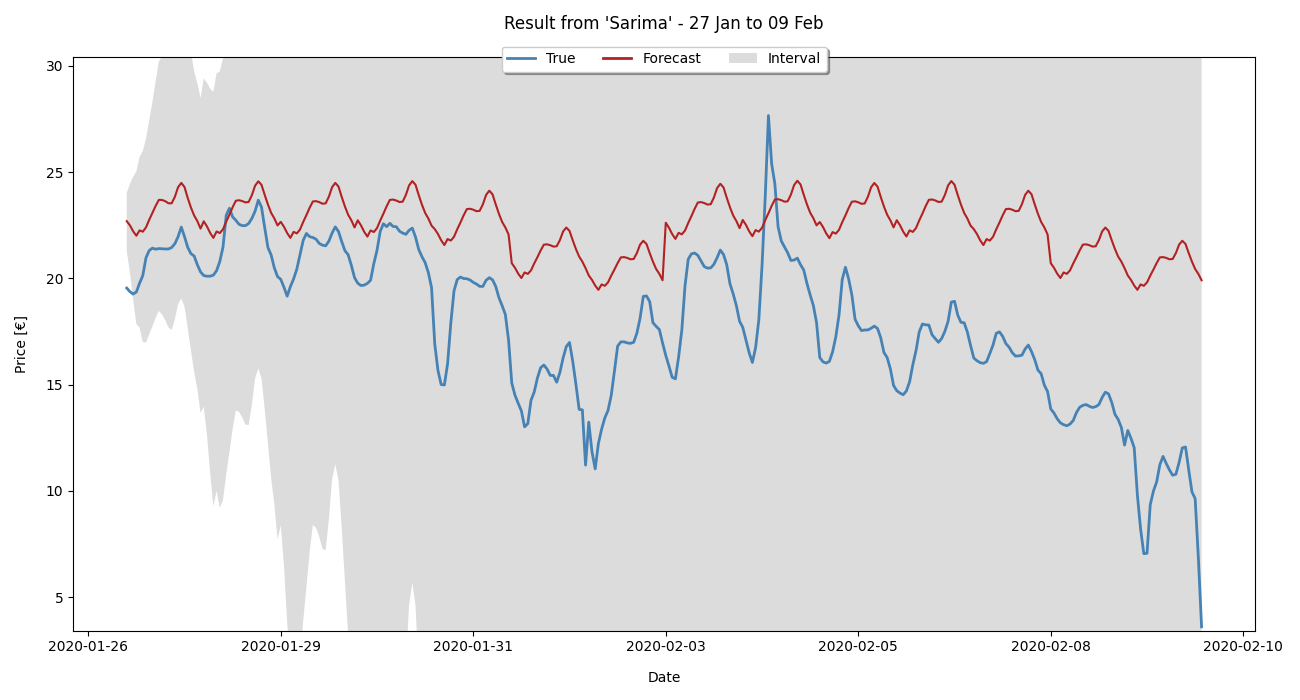 Result from 'Sarima' - 27 Jan to 09 Feb
True Forecast Interval
30
25
20
15
10
5
Price [€]
2020-01-26 2020-01-29 2020-01-31 2020-02-03 2020-02-05 2020-02-08 2020-02-10
Date